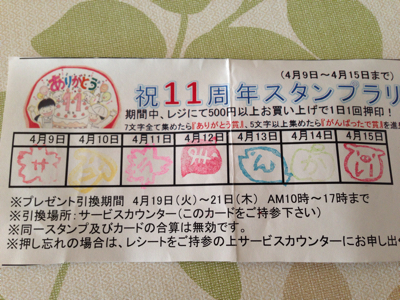 ありがとう
11
祝11周年スタンプラリ
(4月9日~4月15日まで)
期間中、レジにて500円以上お買い上げで1日1回押印!
7文字全て集めたら『ありがとう賞』、5文字以上集めたら『がんばったで賞』を進呈
4月9日 4月10日 4月11日 4月12日 4月13日 4月14日 4月15日
※プレゼント引換期間 4月19日(火)~21日(木) AM10時~17時まで
※引換場所:サービスカウンター(このカードをご持参下さい)
※同一スタンプ及びカードの合算は無効です。
※押し忘れの場合は、レシートをご持参の上サービスカウンターにお申し出